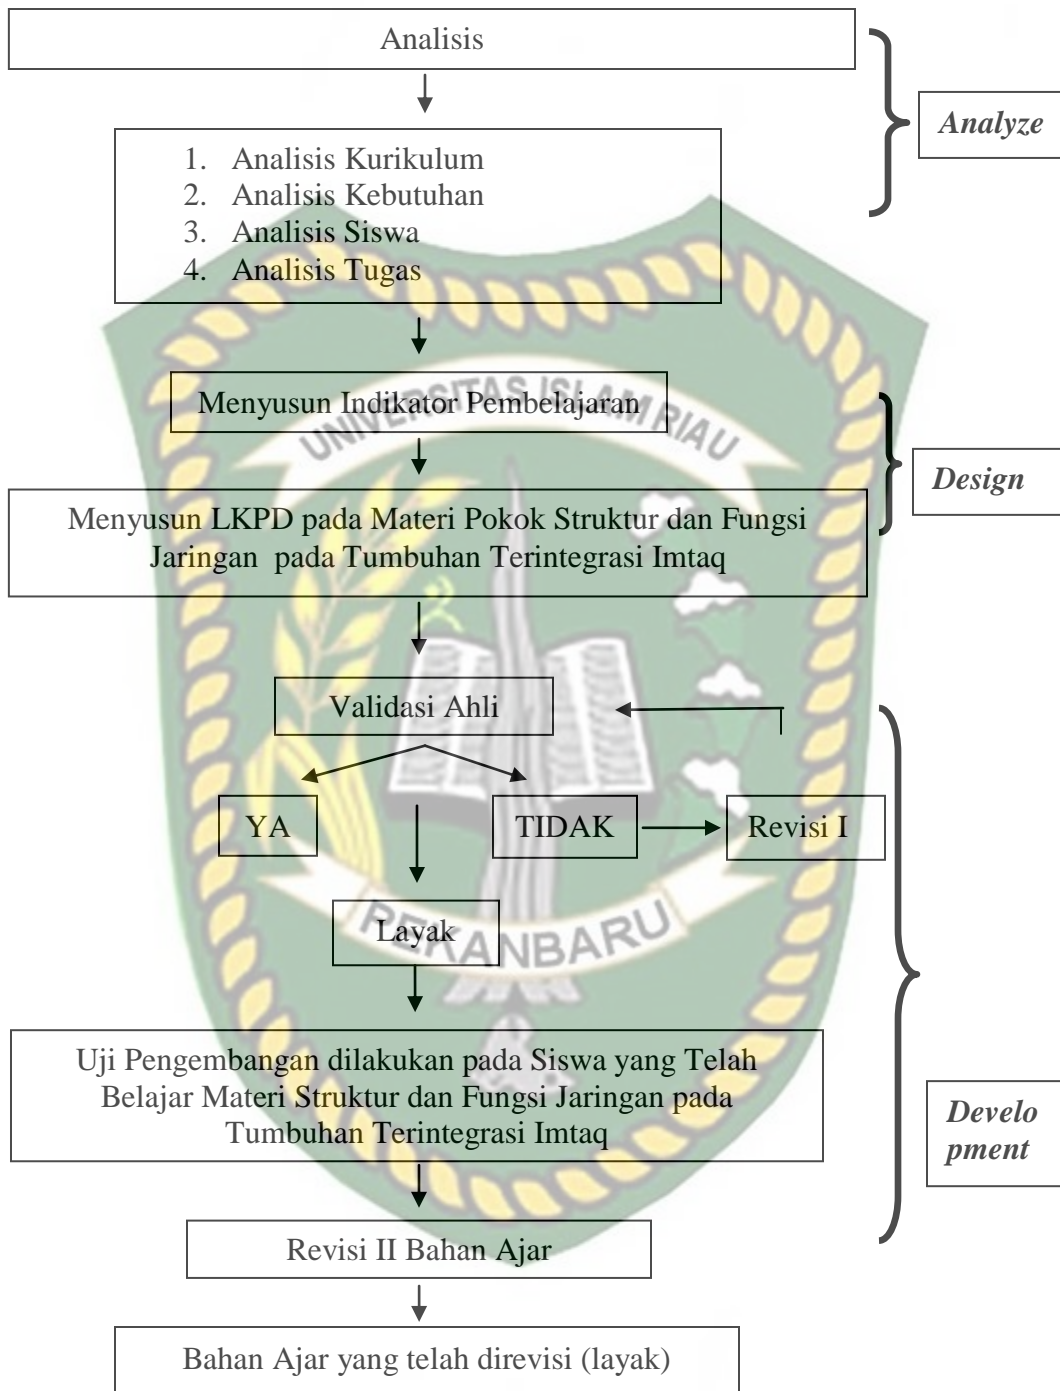 Analisis
Analyze
1. Analisis Kurikulum
2. Analisis Kebutuhan
3. Analisis Siswa
4. Analisis Tugas
UNIVERSITAS ISLAM RIAU
Menyusun Indikator Pembelajaran
Design
Menyusun LKPD pada Materi Pokok Struktur dan Fungsi
Jaringan pada Tumbuhan Terintegrasi Imtaq
Validasi Ahli
YA
TIDAK
Revisi I
Layak
PEKANBARU
Uji Pengembangan dilakukan pada Siswa yang Telah
Belajar Materi Struktur dan Fungsi Jaringan pada
Tumbuhan Terintegrasi Imtaq
Develo
pment
Revisi II Bahan Ajar
Bahan Ajar yang telah direvisi (layak)